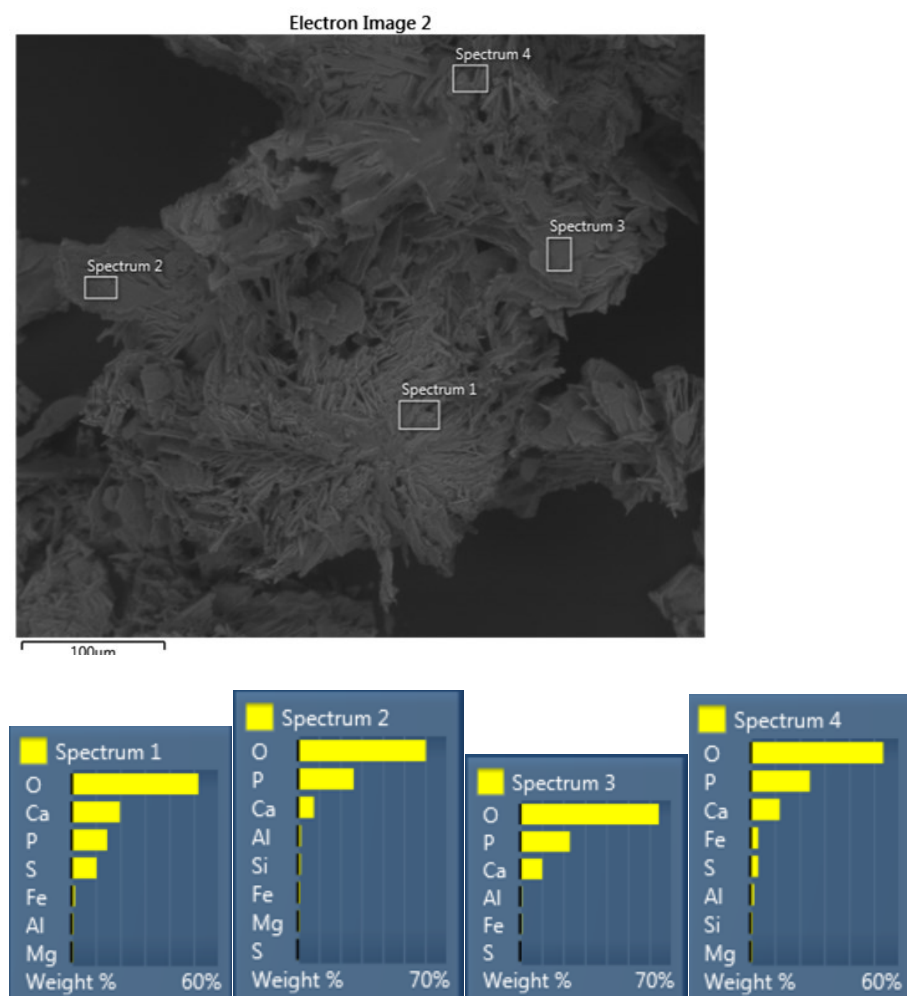 Electron Image 2
Spectrum 4
Spectrum 3
Spectrum 2
Spectrum 1
100µm
Spectrum 1
O
Ca
P
S
Fe
Al
Mg
Weight % 60%
Spectrum 2
O
P
Ca
Al
Si
Fe
Mg
S
Weight % 70%
Spectrum 3
O
P
Ca
Al
Fe
S
Weight % 70%
Spectrum 4
O
P
Ca
Fe
S
Al
Si
Mg
Weight % 60%